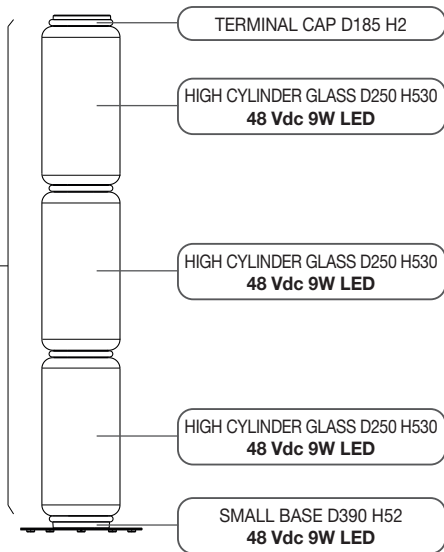 TERMINAL CAP D185 H2
HIGH CYLINDER GLASS D250 H530
48 Vdc 9W LED
HIGH CYLINDER GLASS D250 H530
48 Vdc 9W LED
HIGH CYLINDER GLASS D250 H530
48 Vdc 9W LED
SMALL BASE D390 H52
48 Vdc 9W LED